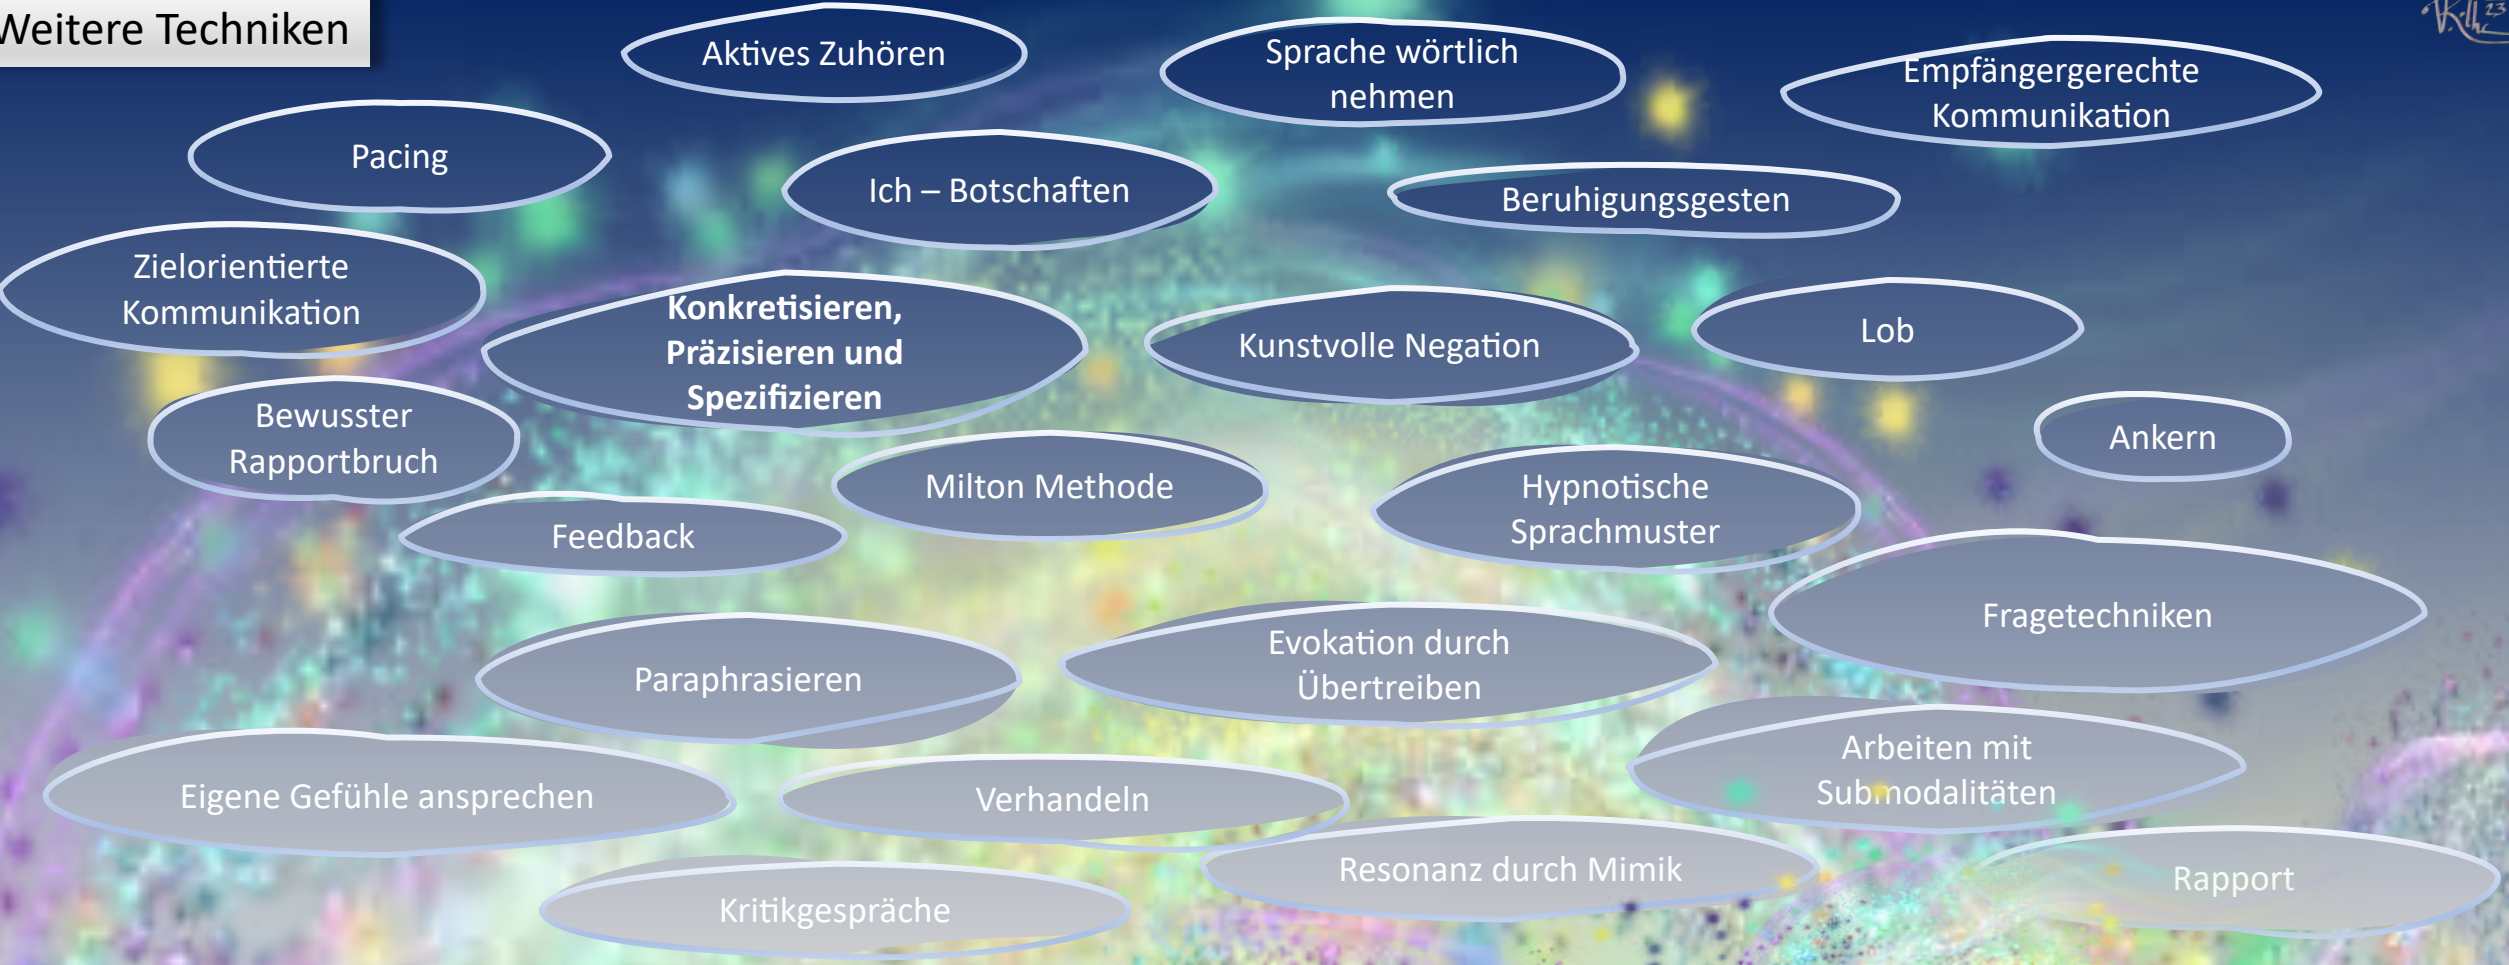 Weitere Techniken
Aktives Zuhören
Sprache wörtlich
nehmen
Empfängergerechte
Kommunikation
Pacing
Ich – Botschaften
Beruhigungsgesten
Zielorientierte
Kommunikation
Konkretisieren,
Präzisieren und
Spezifizieren
Kunstvolle Negation
Lob
Bewusster
Rapportbruch
Milton Methode
Hypnotische
Sprachmuster
Ankern
Feedback
Fragetechniken
Paraphrasieren
Evokation durch
Übertreiben
Arbeiten mit
Submodalitäten
Eigene Gefühle ansprechen
Verhandeln
Resonanz durch Mimik
Rapport
Kritikgespräche